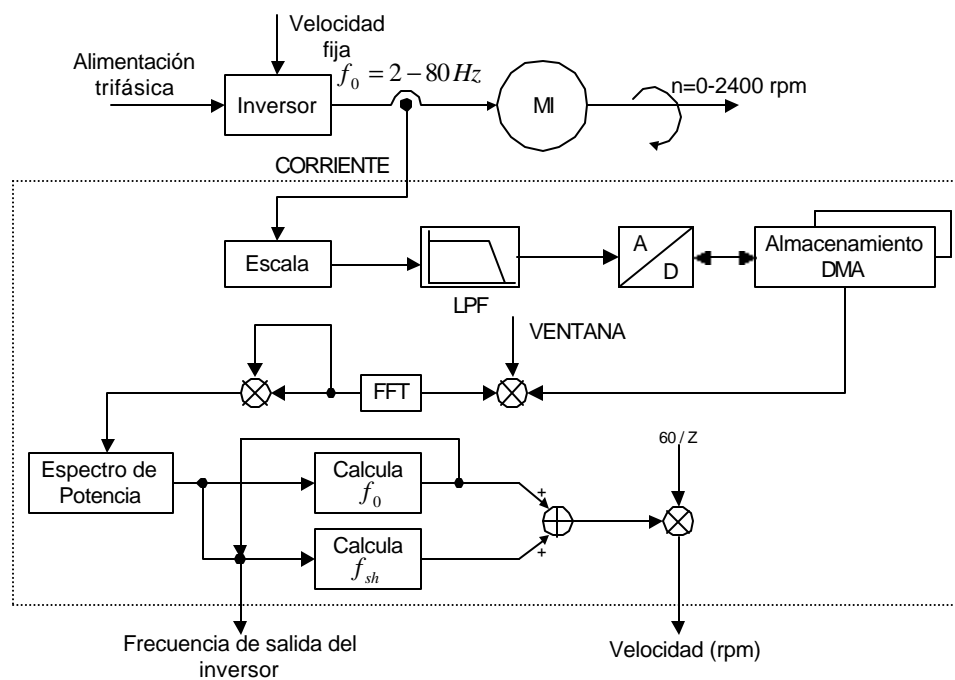 Velocidad
fija
Alimentación
trifásica
f₀ = 2 – 80 Hz
n=0-2400 rpm
Inversor
MI
CORRIENTE
Escala
LPF
A
D
Almacenamiento
DMA
VENTANA
FFT
60 / Z
Espectro de
Potencia
Calcula
f₀
+
Calcula
fₛₕ
+
Frecuencia de salida del
inversor
Velocidad (rpm)